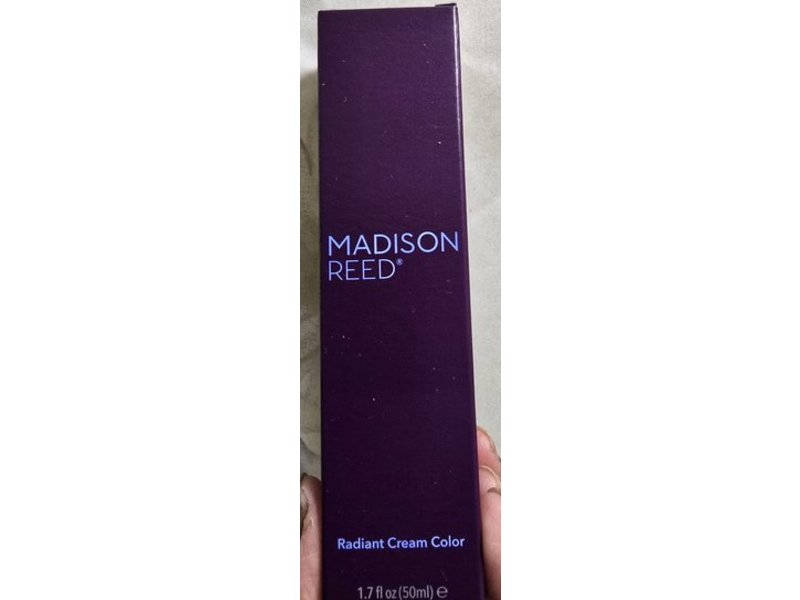 MADISON
REED®
Radiant Cream Color
1.7 fl oz (50ml) ℮